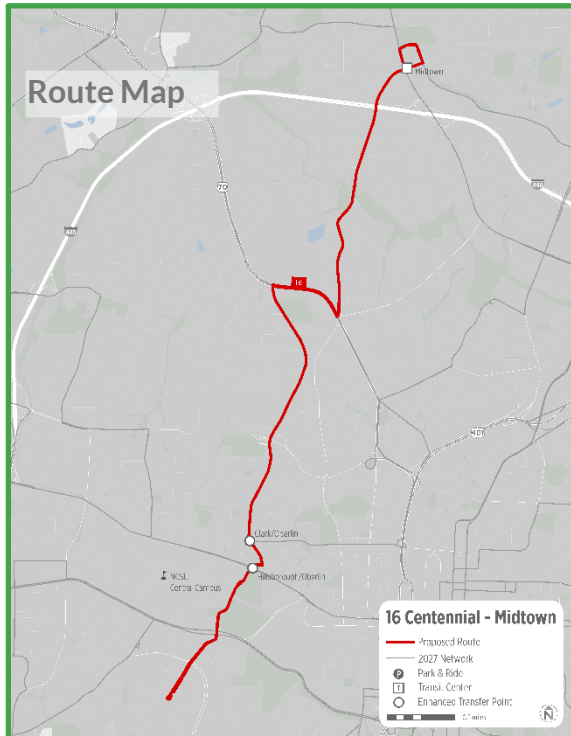 Route Map
Midtown
440
70
440
16
401
Clark/Oberlin
Hillsborough/Oberlin
NCSU
Central Campus
16 Centennial - Midtown
Proposed Route
2027 Network
P
Park & Ride
T
Transit Center
Enhanced Transfer Point
N